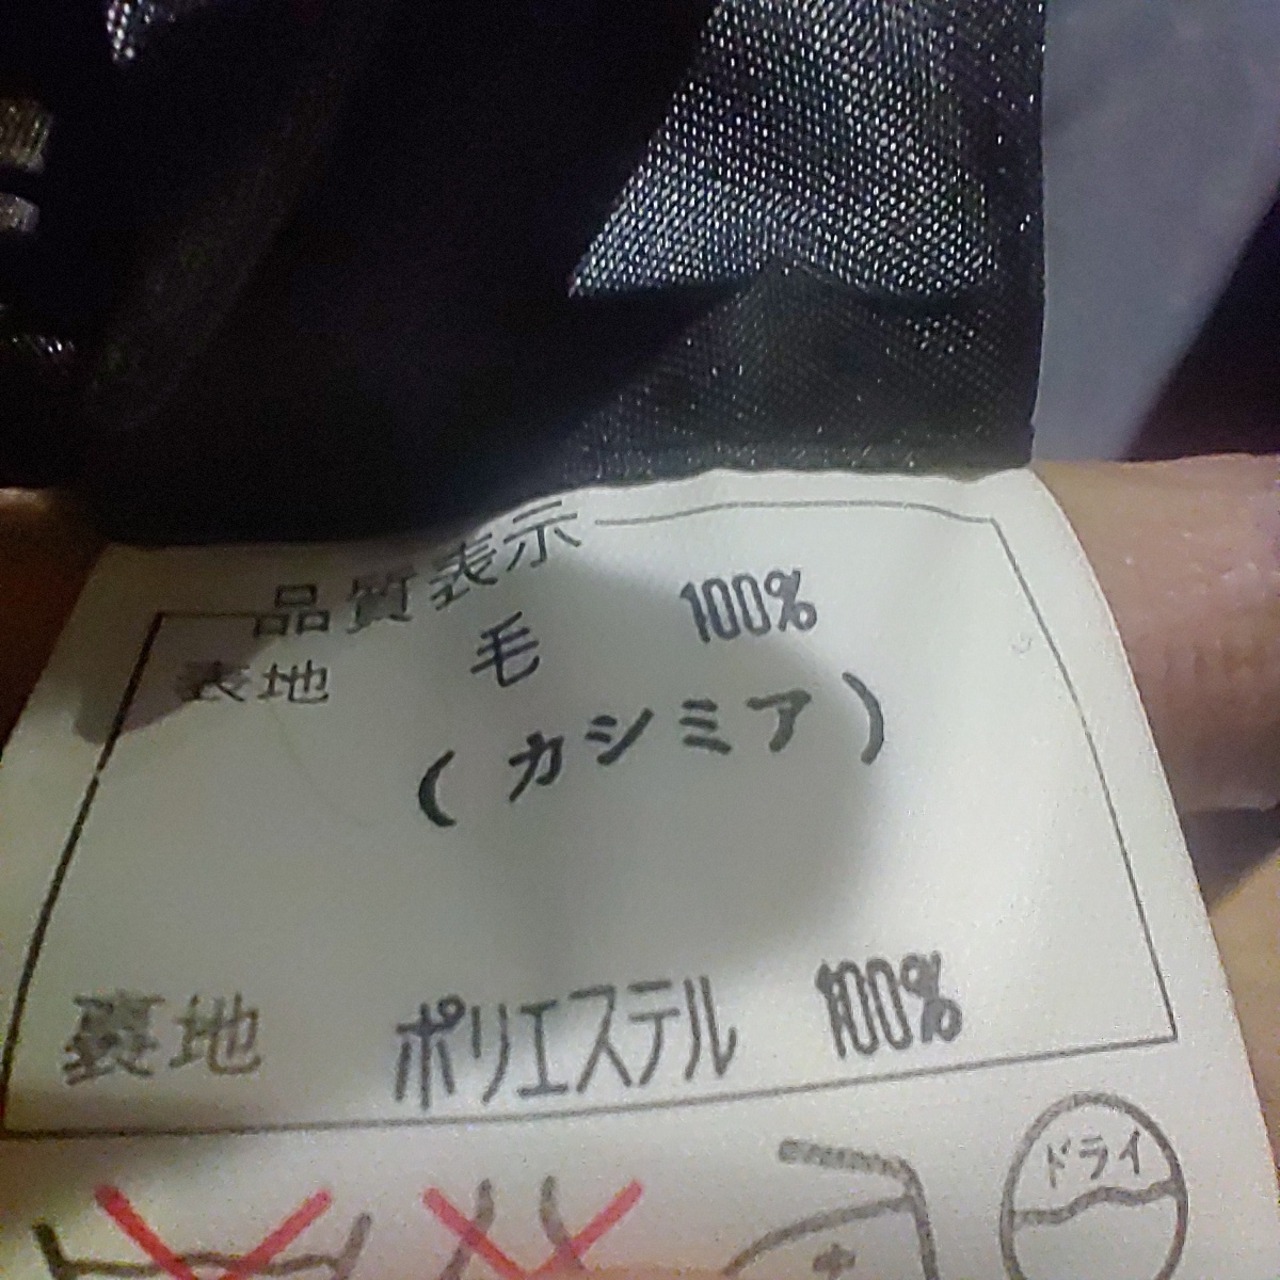 品質表示
表地 毛 100%
(カシミア)
裏地 ポリエステル 100%
ドライ